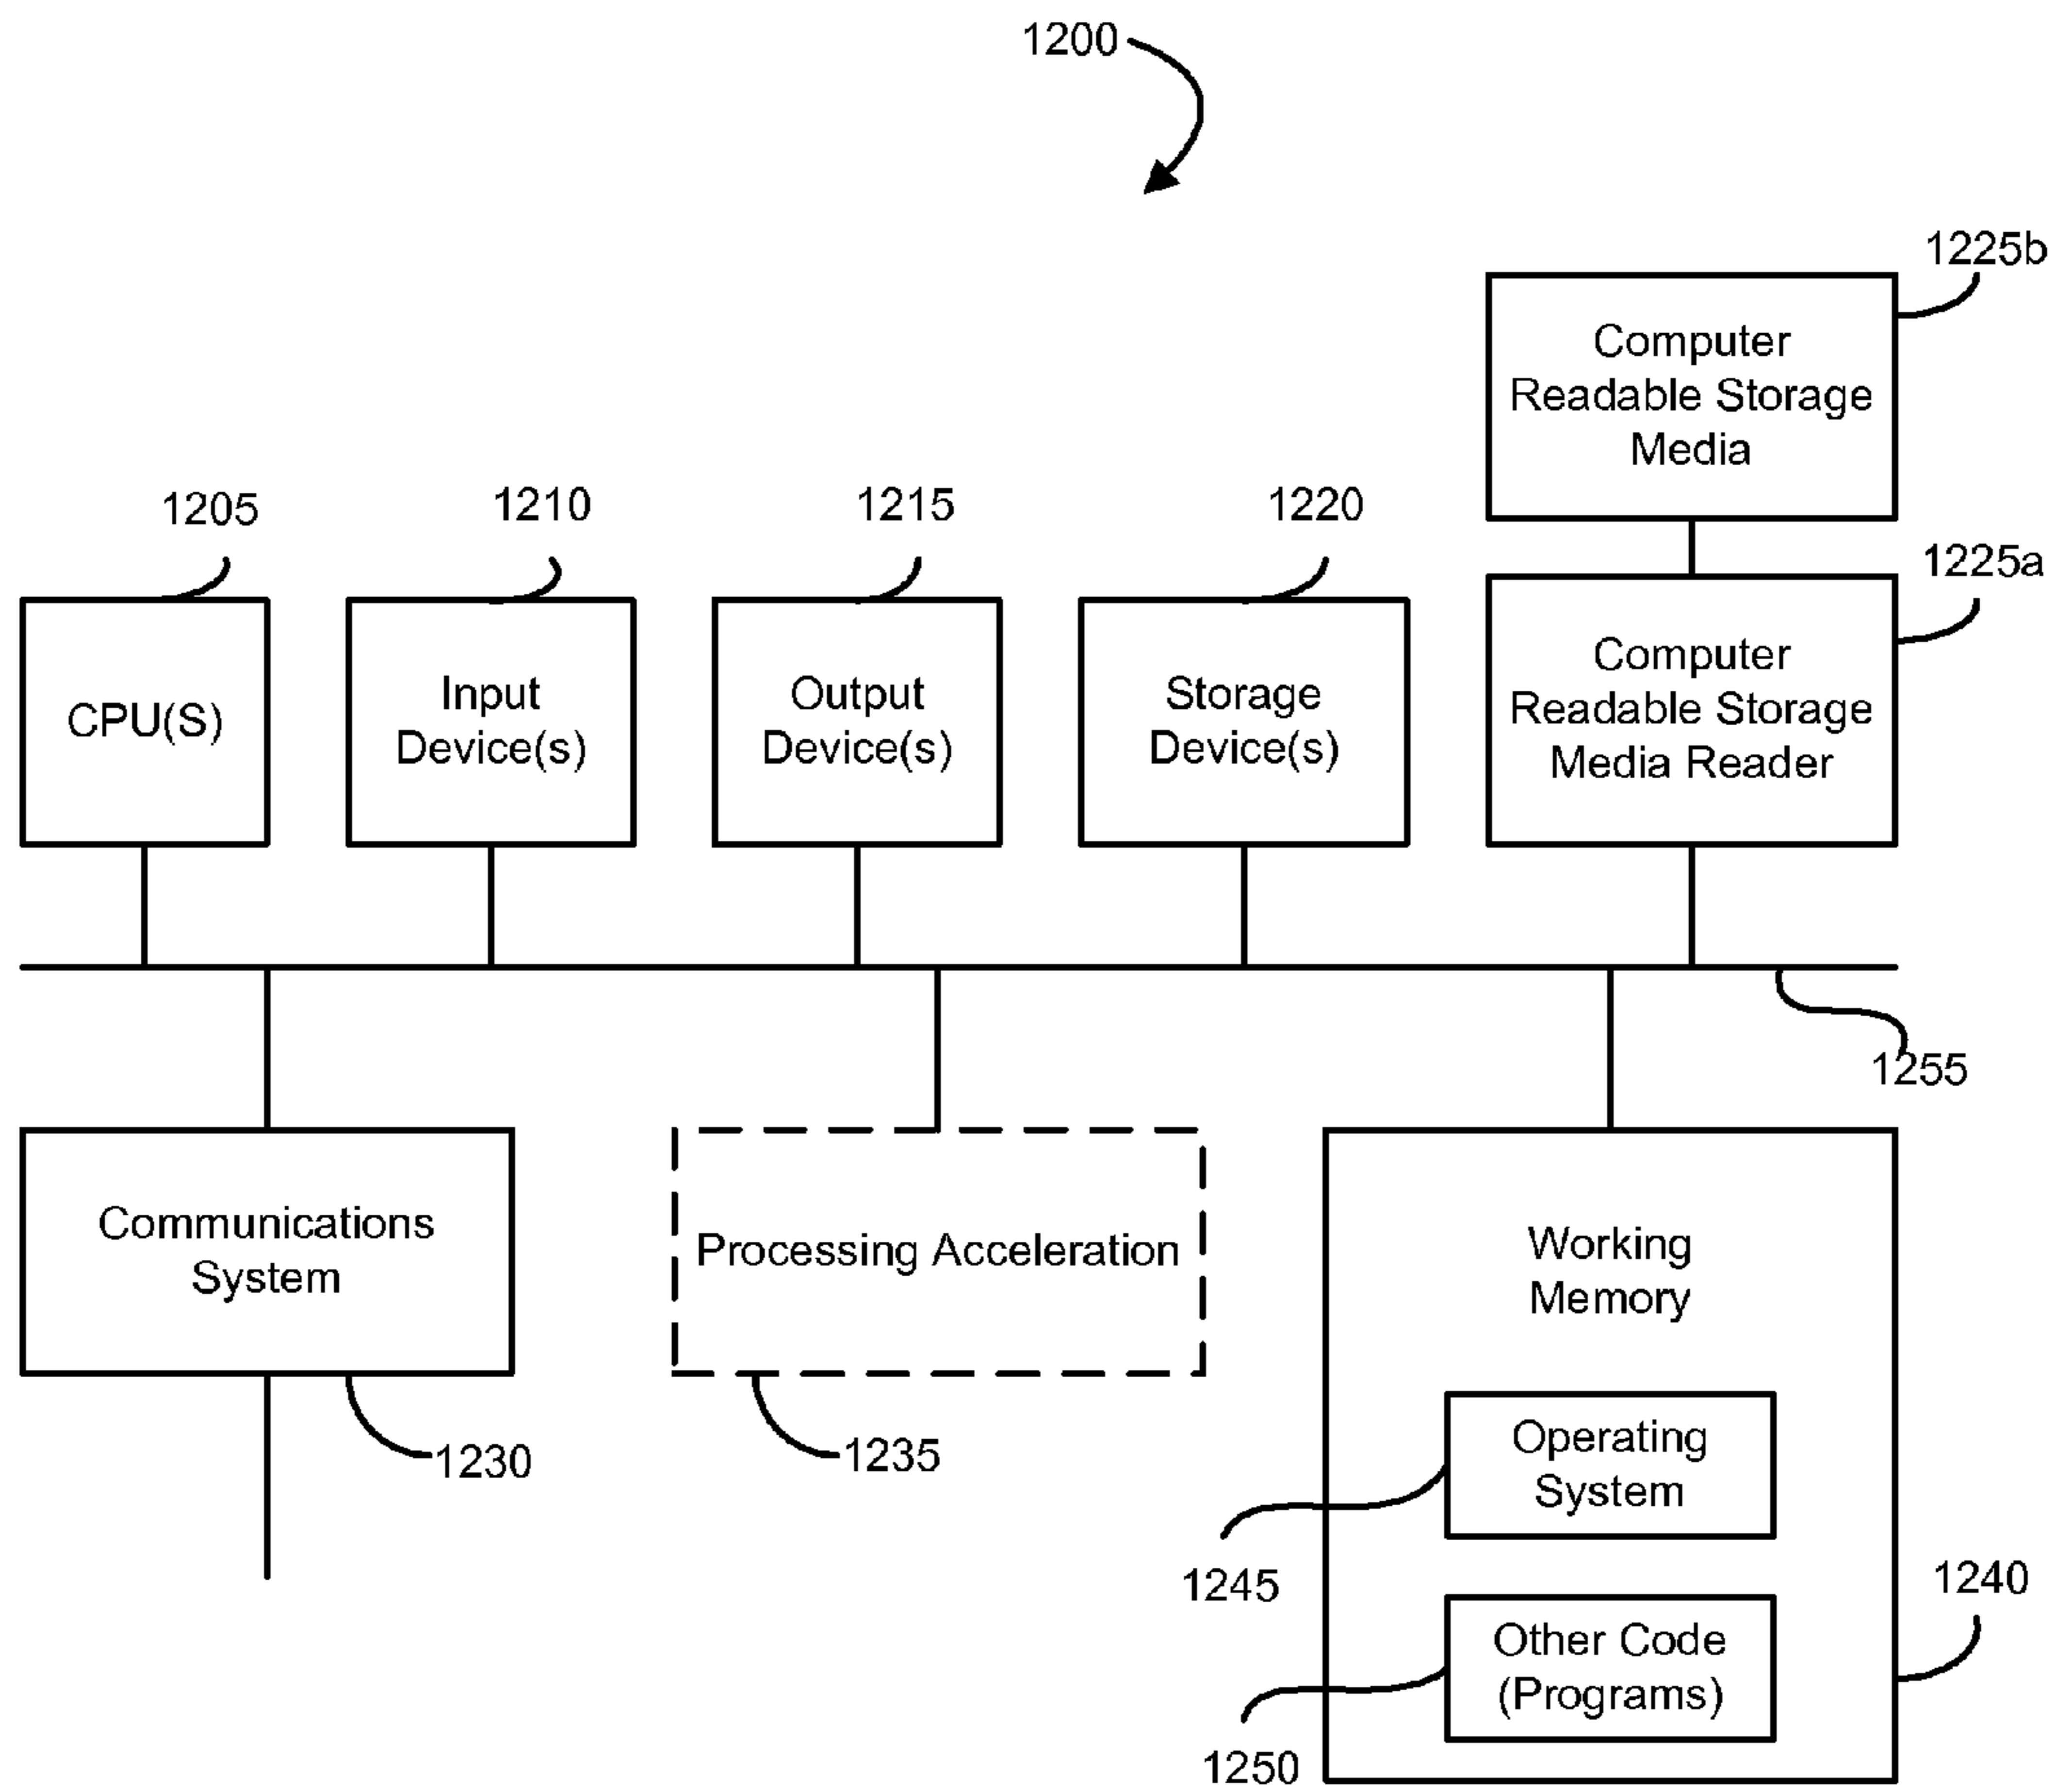 1200
1225b
Computer
Readable Storage
Media
1205
1210
1215
1220
1225a
CPU(S)
Input
Device(s)
Output
Device(s)
Storage
Device(s)
Computer
Readable Storage
Media Reader
1255
Communications
System
Processing Acceleration
Working
Memory
1230
1235
Operating
System
1245
1240
Other Code
(Programs)
1250